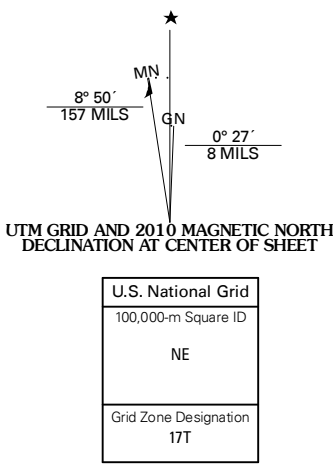 ★
MN
GN
8° 50´
157 MILS
0° 27´
8 MILS
UTM GRID AND 2010 MAGNETIC NORTH
DECLINATION AT CENTER OF SHEET
U.S. National Grid
100,000-m Square ID
NE
Grid Zone Designation
17T